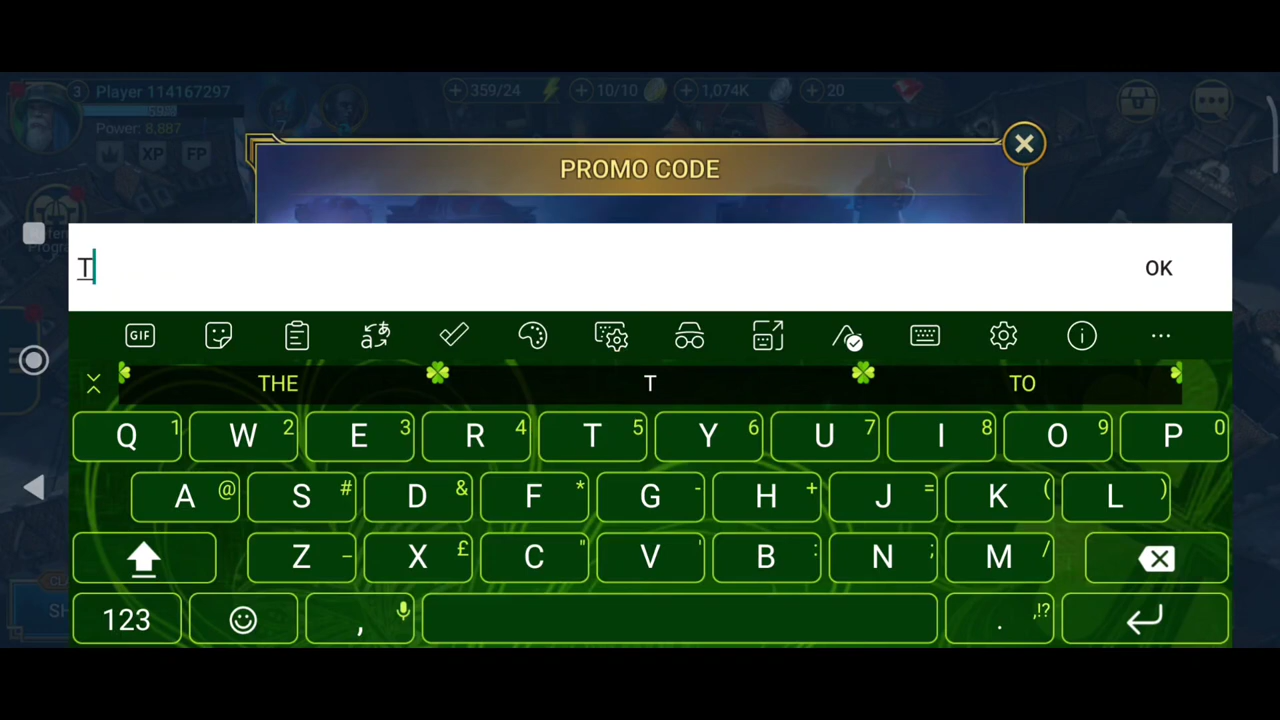 3 Player 114167297
359/24
10/10
1,074K
20
Power: 8,887
XP
FP
PROMO CODE
T
OK
GIF
THE
T
TO
Q 1 W 2 E 3 R 4 T 5 Y 6 U 7 I 8 O 9 P 0
A @ S # D & F * G - H + J = K ( L )
Z _ X £ C " V ' B : N ; M /
123 , . ,!?